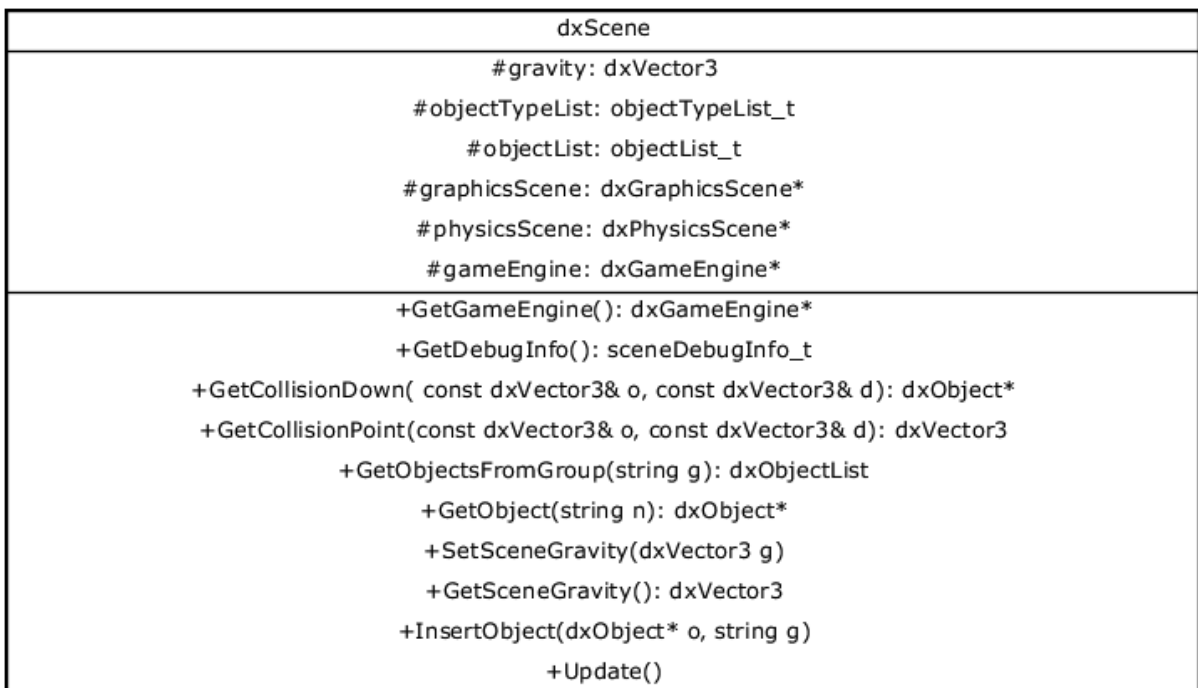 dxScene
#gravity: dxVector3
#objectTypeList: objectTypeList_t
#objectList: objectList_t
#graphicsScene: dxGraphicsScene*
#physicsScene: dxPhysicsScene*
#gameEngine: dxGameEngine*
+GetGameEngine(): dxGameEngine*
+GetDebugInfo(): sceneDebugInfo_t
+GetCollisionDown( const dxVector3& o, const dxVector3& d): dxObject*
+GetCollisionPoint(const dxVector3& o, const dxVector3& d): dxVector3
+GetObjectsFromGroup(string g): dxObjectList
+GetObject(string n): dxObject*
+SetSceneGravity(dxVector3 g)
+GetSceneGravity(): dxVector3
+InsertObject(dxObject* o, string g)
+Update()